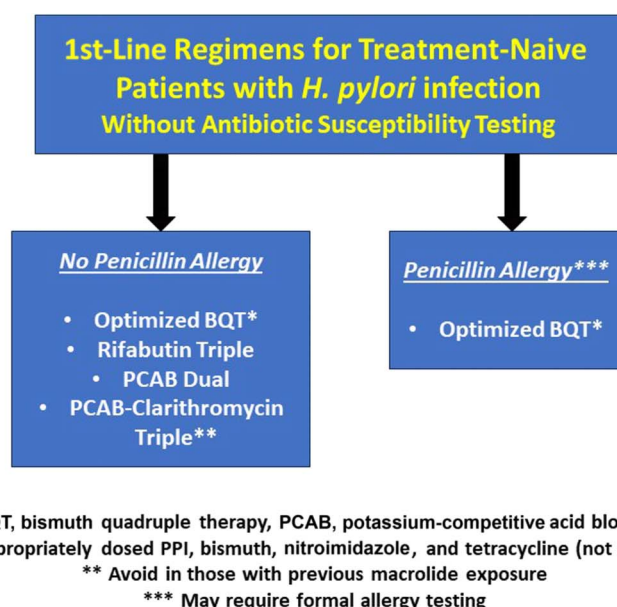 1st-Line Regimens for Treatment-Naive
Patients with H. pylori infection
Without Antibiotic Susceptibility Testing
No Penicillin Allergy
• Optimized BQT*
• Rifabutin Triple
• PCAB Dual
• PCAB-Clarithromycin
Triple**
Penicillin Allergy***
• Optimized BQT*
bismuth quadruple therapy, PCAB, potassium-competitive acid
dosed PPI, bismuth, nitroimidazole, and tetracycline (not
** Avoid in those with previous macrolide exposure
*** May require formal allergy testing